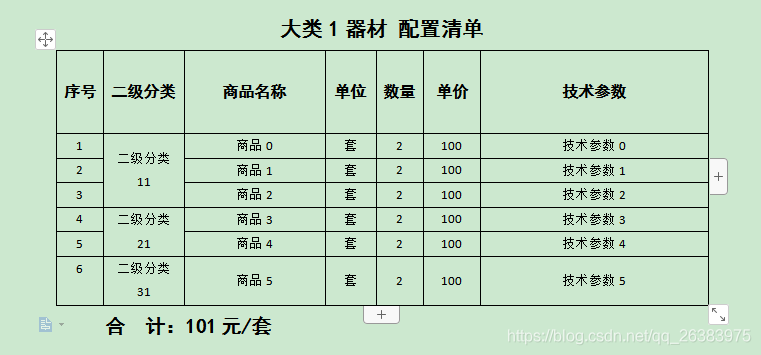 大类1器材 配置清单
序号 二级分类 商品名称 单位 数量 单价 技术参数
1 二级分类 11 商品 0 套 2 100 技术参数 0
2 商品 1 套 2 100 技术参数 1
3 商品 2 套 2 100 技术参数 2
4 二级分类 21 商品 3 套 2 100 技术参数 3
5 商品 4 套 2 100 技术参数 4
6 二级分类 31 商品 5 套 2 100 技术参数 5
合 计：101元/套
https://blog.csdn.net/qq_26383975